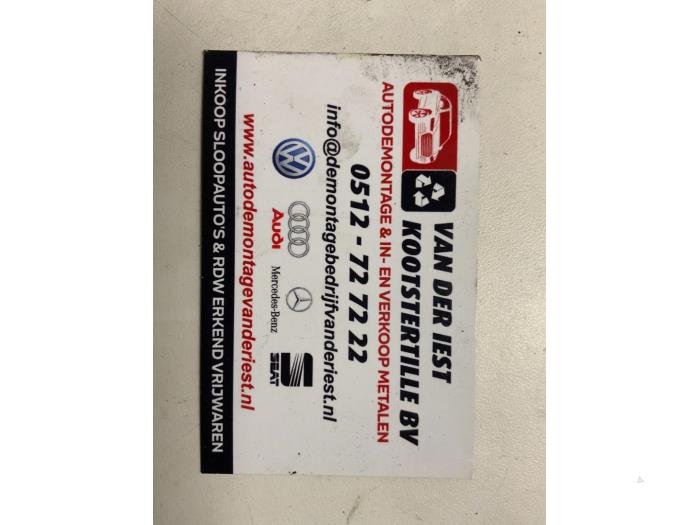 VAN DER IEST
KOOTSTERTILLE BV
AUTODEMONTAGE & IN- EN VERKOOP METALEN
0512 - 72 72 22
info@demontagebedrijfvanderiest.nl
Audi
Mercedes-Benz
SEAT
www.autodemontagevanderiest.nl
INKOOP SLOOPAUTO'S & RDW ERKEND VRIJWAREN